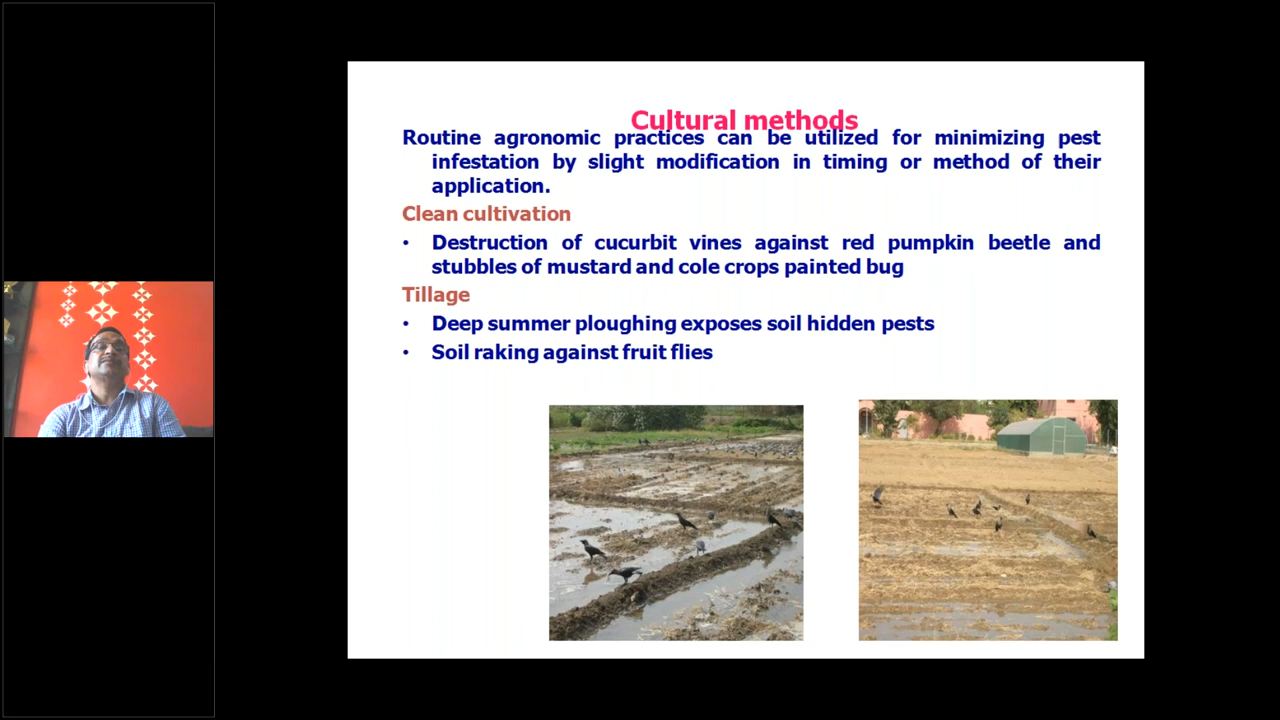 Cultural methods
Routine agronomic practices can be utilized for minimizing pest
infestation by slight modification in timing or method of their
application.
Clean cultivation
• Destruction of cucurbit vines against red pumpkin beetle and
stubbles of mustard and cole crops painted bug
Tillage
• Deep summer ploughing exposes soil hidden pests
• Soil raking against fruit flies